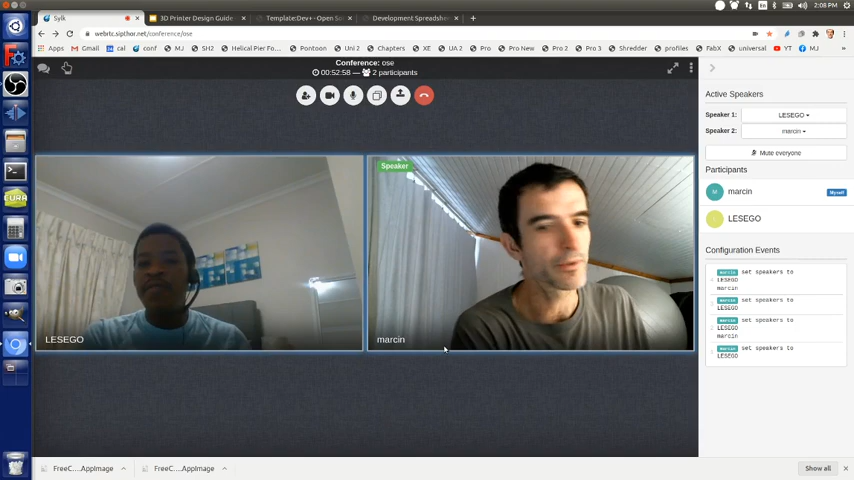 Sylk
3D Printer Design Guide
Template:Dev+ - Open So
Development Spreadshee
2:08 PM
webrtc.sipthor.net/conference/ose
Apps
Gmail
cal
conf
MJ
SH2
Helical Pier Fo...
Pontoon
Uni 2
Chapters
XE
UA 2
Pro
Pro New
Pro 2
Pro 3
Shredder
profiles
FabX
universal
YT
MJ
»
Conference: ose
00:52:58 — 2 participants
Active Speakers
Speaker 1:
LESEGO
Speaker 2:
marcin
Mute everyone
Participants
marcin
Myself
LESEGO
Configuration Events
marcin set speakers to
LESEGO
marcin
marcin set speakers to
LESEGO
marcin set speakers to
LESEGO
marcin
marcin set speakers to
LESEGO
Speaker
LESEGO
marcin
CURA
FreeC....AppImage
FreeC....AppImage
Show all